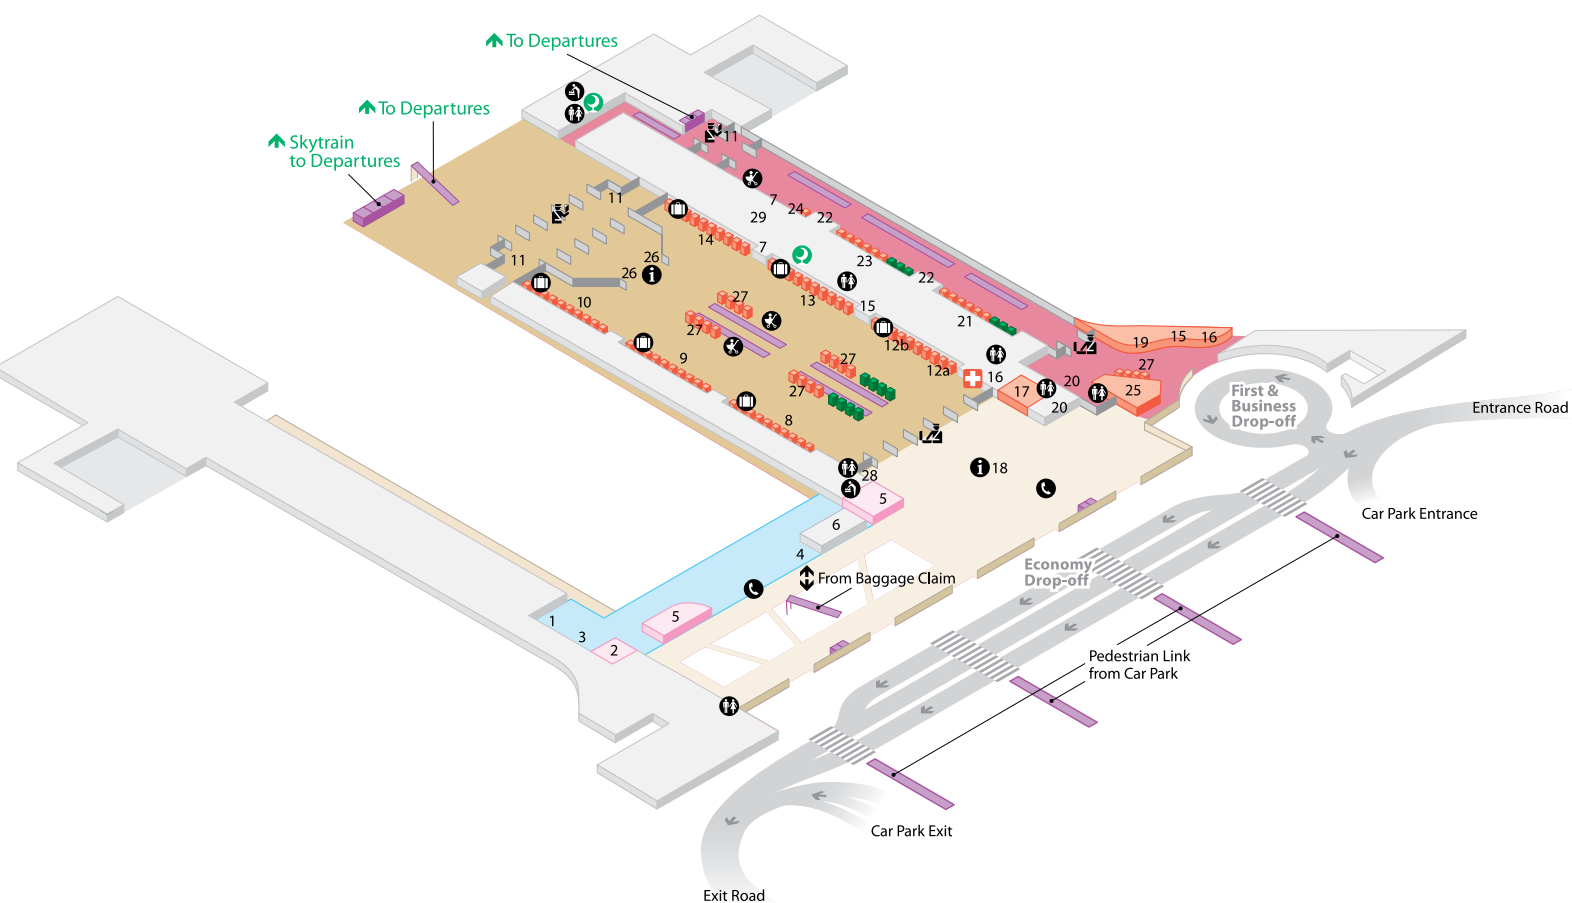 To Departures
To Departures
Skytrain
to Departures
11
7
24
22
29
11
14
7
23
26
11
26
22
10
27
13
15
21
27
12b
19
15
16
9
27
12a
16
27
20
27
17
25
20
8
28
18
5
6
4
From Baggage Claim
5
1
3
2
First &
Business
Drop-off
Entrance Road
Car Park Entrance
Economy
Drop-off
Pedestrian Link
from Car Park
Car Park Exit
Exit Road